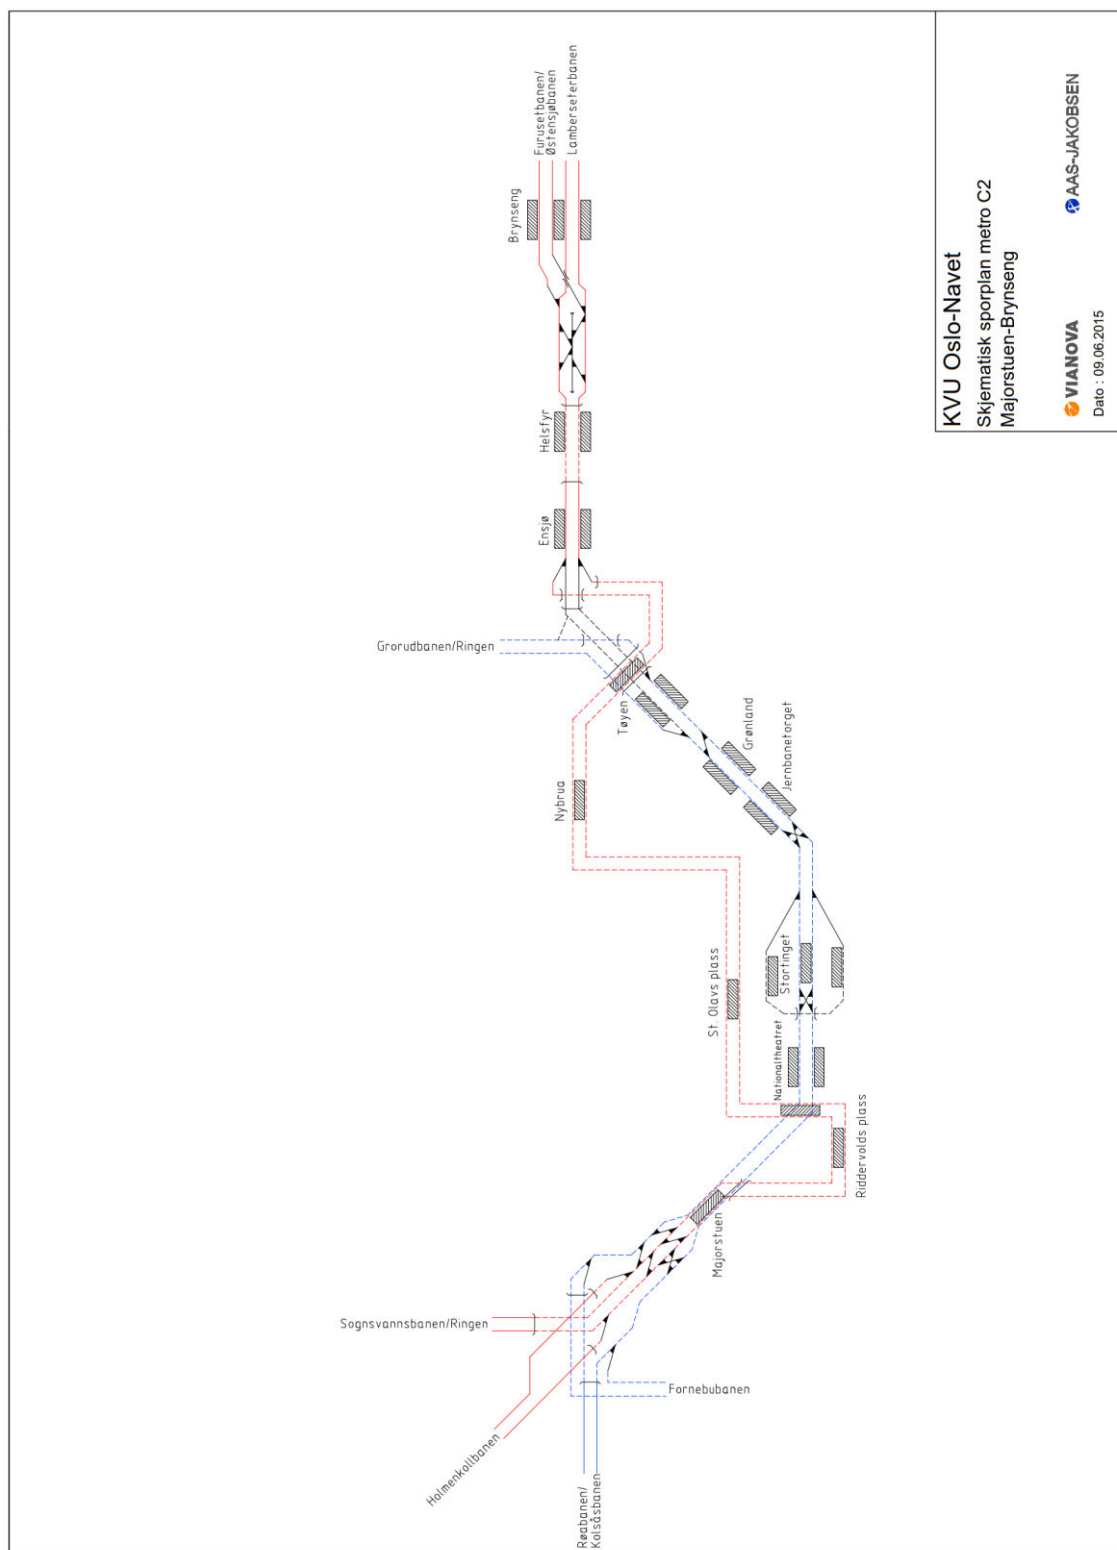 Furusetbanen/
Østensjøbanen
Lamberseterbanen
Brynseng
Helsfyr
Ensjø
Grorudbanen/Ringen
Tøyen
Grønland
Jernbanetorget
Nybrua
St. Olavs plass
Stortinget
Nationaltheatret
Riddervolds plass
Majorstuen
Sognsvannsbanen/Ringen
Fornebubanen
Holmenkollbanen
Røabanen/
Kolsåsbanen
KVU Oslo-Navet
Skjematisk sporplan metro C2
Majorstuen-Brynseng
VIANOVA
AAS-JAKOBSEN
Dato : 09.06.2015